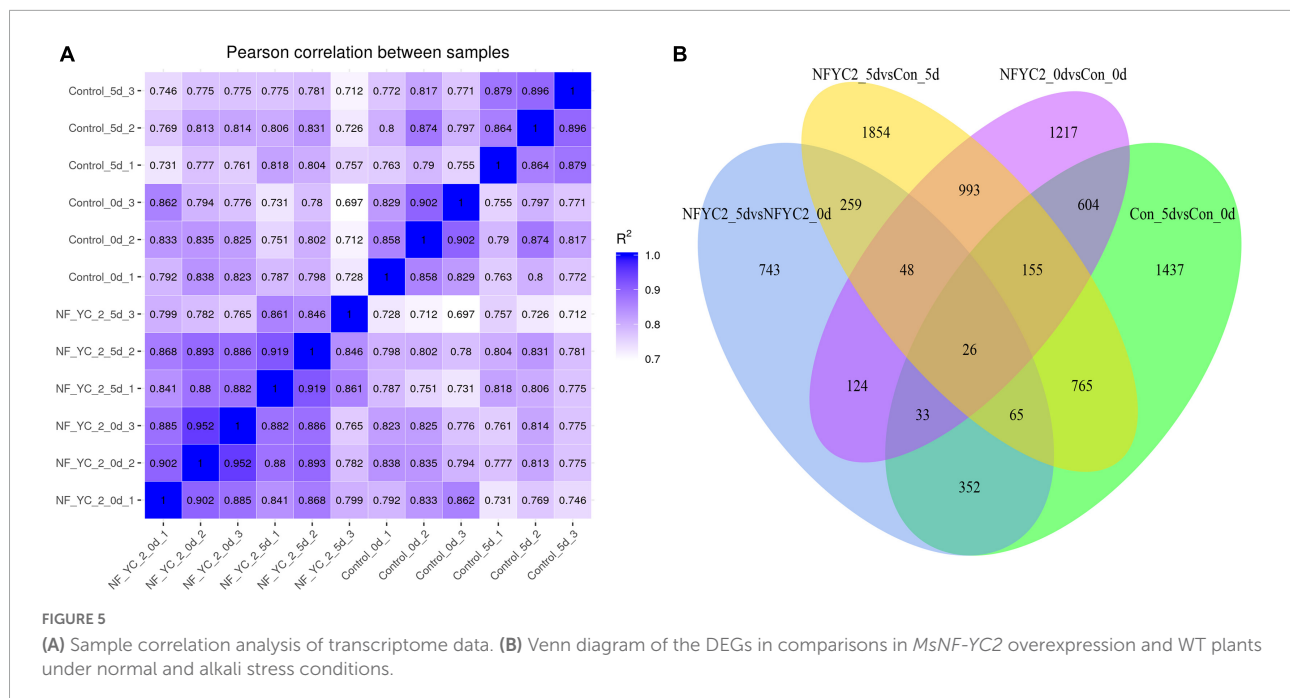 A
Pearson correlation between samples
Control_5d_3 0.746 0.775 0.775 0.775 0.781 0.712 0.772 0.817 0.771 0.879 0.896 1
Control_5d_2 0.769 0.813 0.814 0.806 0.831 0.726 0.8 0.874 0.797 0.864 1 0.896
Control_5d_1 0.731 0.777 0.761 0.818 0.804 0.757 0.763 0.79 0.755 1 0.864 0.879
Control_0d_3 0.862 0.794 0.776 0.731 0.78 0.697 0.829 0.902 1 0.755 0.797 0.771
Control_0d_2 0.833 0.835 0.825 0.751 0.802 0.712 0.858 1 0.902 0.79 0.874 0.817
Control_0d_1 0.792 0.838 0.823 0.787 0.798 0.728 1 0.858 0.829 0.763 0.8 0.772
NF_YC_2_5d_3 0.799 0.782 0.765 0.861 0.846 1 0.728 0.712 0.697 0.757 0.726 0.712
NF_YC_2_5d_2 0.868 0.893 0.886 0.919 1 0.846 0.798 0.802 0.78 0.804 0.831 0.781
NF_YC_2_5d_1 0.841 0.88 0.882 1 0.919 0.861 0.787 0.751 0.731 0.818 0.806 0.775
NF_YC_2_0d_3 0.885 0.952 1 0.882 0.886 0.765 0.823 0.825 0.776 0.761 0.814 0.775
NF_YC_2_0d_2 0.902 1 0.952 0.88 0.893 0.782 0.838 0.835 0.794 0.777 0.813 0.775
NF_YC_2_0d_1 1 0.902 0.885 0.841 0.868 0.799 0.792 0.833 0.862 0.731 0.769 0.746
NF_YC_2_0d_1 NF_YC_2_0d_2 NF_YC_2_0d_3 NF_YC_2_5d_1 NF_YC_2_5d_2 NF_YC_2_5d_3 Control_0d_1 Control_0d_2 Control_0d_3 Control_5d_1 Control_5d_2 Control_5d_3
R²
1.0
0.9
0.8
0.7
B
NFYC2_5dvsCon_5d
NFYC2_0dvsCon_0d
1854
1217
993
259
604
NFYC2_5dvsNFYC2_0d
Con_5dvsCon_0d
743
48
155
1437
26
124
765
33
65
352
FIGURE 5
(A) Sample correlation analysis of transcriptome data. (B) Venn diagram of the DEGs in comparisons in MsNF-YC2 overexpression and WT plants
under normal and alkali stress conditions.